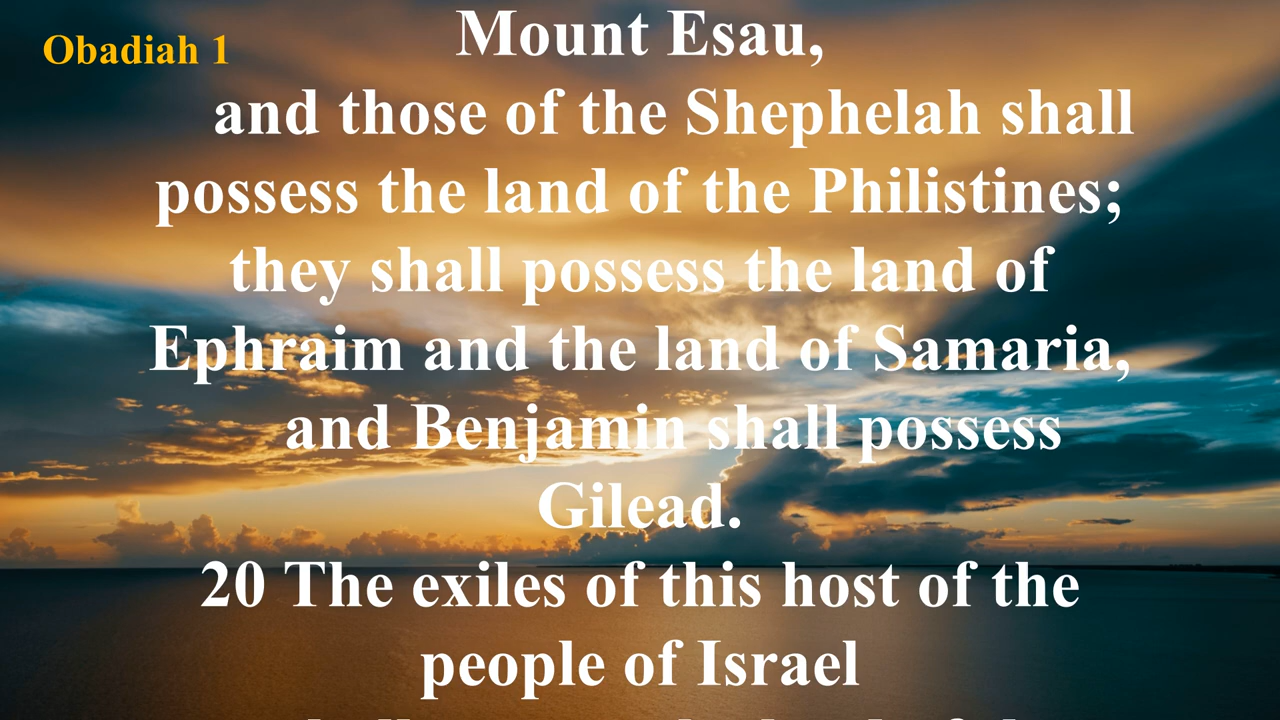 Obadiah 1
Mount Esau,
and those of the Shephelah shall
possess the land of the Philistines;
they shall possess the land of
Ephraim and the land of Samaria,
and Benjamin shall possess
Gilead.
20 The exiles of this host of the
people of Israel